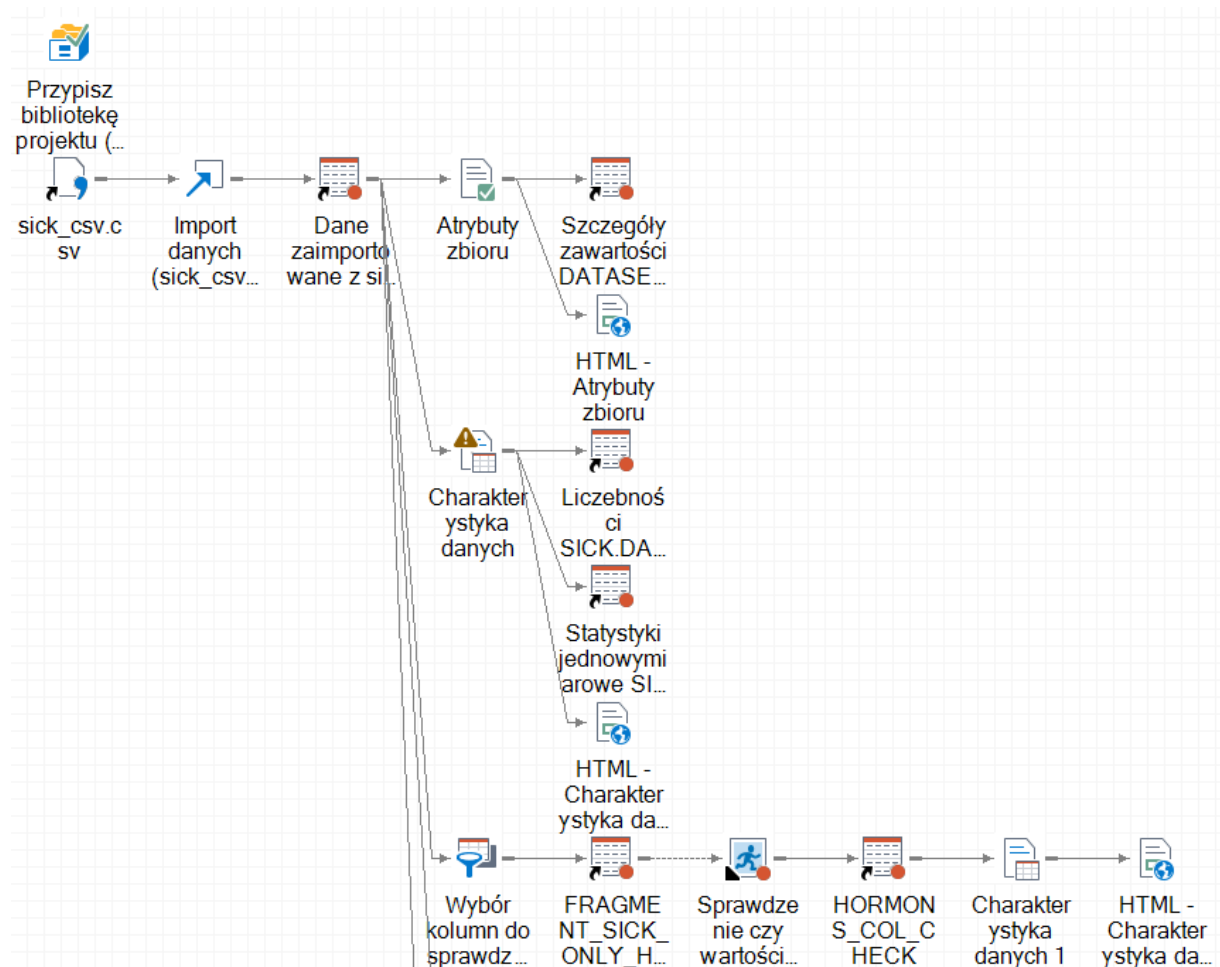 Przypisz
bibliotekę
projektu (...
sick_csv.c
sv
Import
danych
(sick_csv...
Dane
zaimporto
wane z si...
Atrybuty
zbioru
Szczegóły
zawartości
DATASE...
HTML -
Atrybuty
zbioru
Charakter
ystyka
danych
Liczebnoś
ci
SICK.DA...
Statystyki
jednowymi
arowe SI...
HTML -
Charakter
ystyka da...
Wybór
kolumn do
sprawdz...
FRAGME
NT_SICK_
ONLY_H...
Sprawdze
nie czy
wartości...
HORMON
S_COL_C
HECK
Charakter
ystyka
danych 1
HTML -
Charakter
ystyka da...